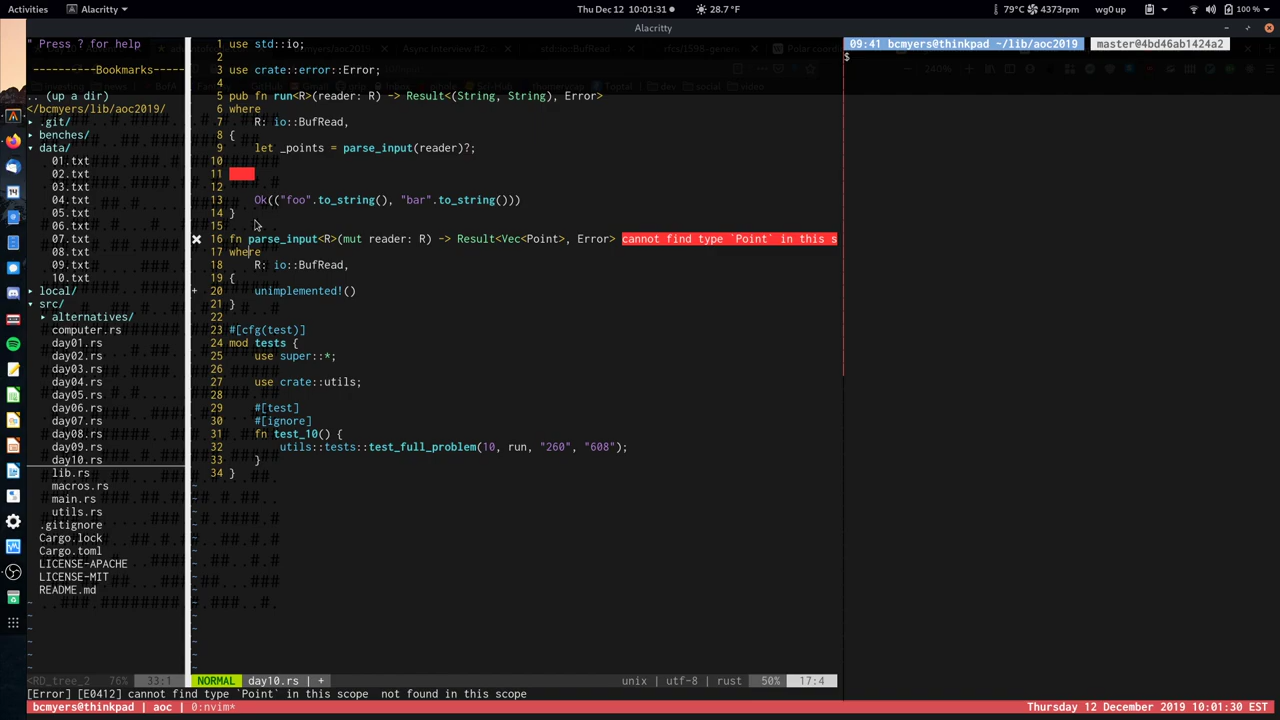 Activities
Alacritty
Thu Dec 12 10:01:31
28.7 °F
79°C
4373rpm
wg0 up
100 %
Alacritty
" Press ? for help
----------Bookmarks-----
.. (up a dir)
</bcmyers/lib/aoc2019/
▸ .git/
▸ benches/
▾ data/
01.txt
02.txt
03.txt
04.txt
05.txt
06.txt
07.txt
08.txt
09.txt
10.txt
▸ local/
▾ src/
▸ alternatives/
computer.rs
day01.rs
day02.rs
day03.rs
day04.rs
day05.rs
day06.rs
day07.rs
day08.rs
day09.rs
day10.rs
lib.rs
macros.rs
main.rs
utils.rs
.gitignore
Cargo.lock
Cargo.toml
LICENSE-APACHE
LICENSE-MIT
README.md
1 use std::io;
2
3 use crate::error::Error;
4
5 pub fn run<R>(reader: R) -> Result<(String, String), Error>
6 where
7 R: io::BufRead,
8 {
9 let _points = parse_input(reader)?;
10
11
12
13 Ok(("foo".to_string(), "bar".to_string()))
14 }
15
16 fn parse_input<R>(mut reader: R) -> Result<Vec<Point>, Error> cannot find type `Point` in this s
17 where
18 R: io::BufRead,
19 {
+ 20 unimplemented!()
21 }
22
23 #[cfg(test)]
24 mod tests {
25 use super::*;
26
27 use crate::utils;
28
29 #[test]
30 #[ignore]
31 fn test_10() {
32 utils::tests::test_full_problem(10, run, "260", "608");
33 }
34 }
09:41 bcmyers@thinkpad ~/lib/aoc2019 master@4bd46ab1424a2
$
<RD_tree_2 76% 33:1
NORMAL day10.rs | + unix | utf-8 | rust 50% 17:4
[Error] [E0412] cannot find type `Point` in this scope not found in this scope
bcmyers@thinkpad | aoc | 0:nvim* Thursday 12 December 2019 10:01:30 EST